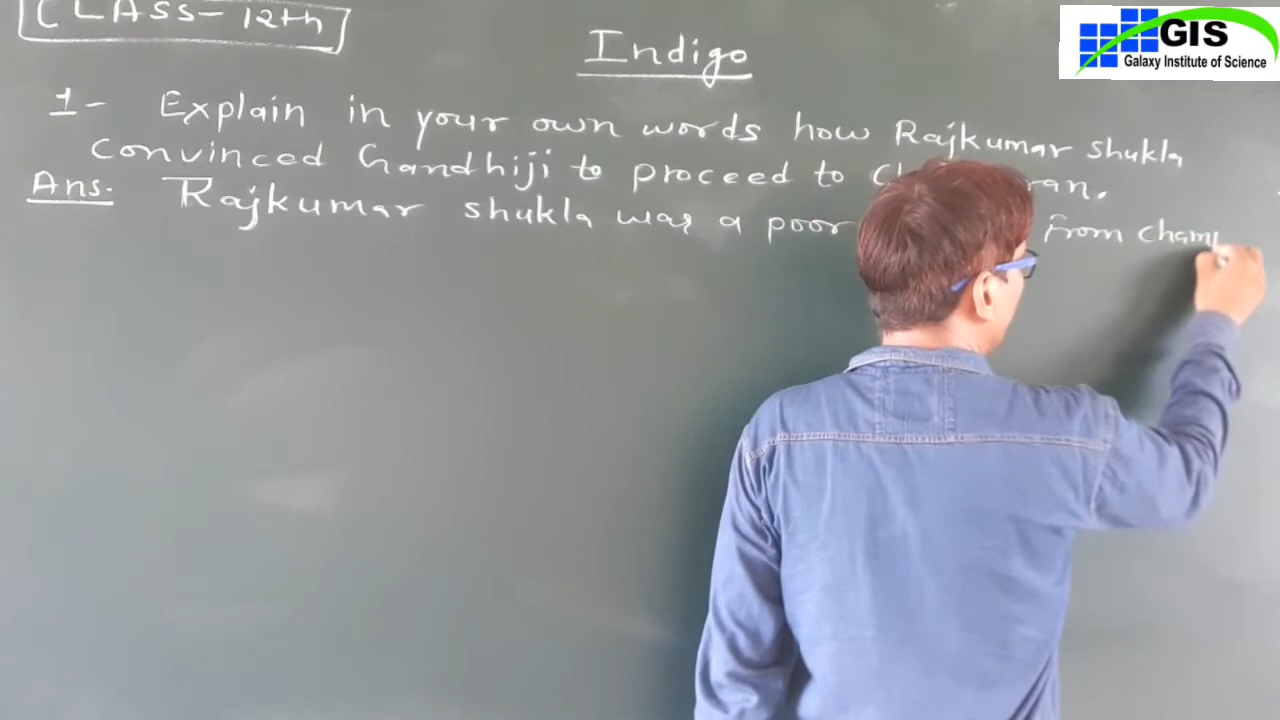 CLASS- 12th
Indigo
GIS
Galaxy Institute of Science
1- Explain in your own words how Rajkumar shukla
convinced Gandhiji to proceed to
Ans. Rajkumar shukla was a poor from